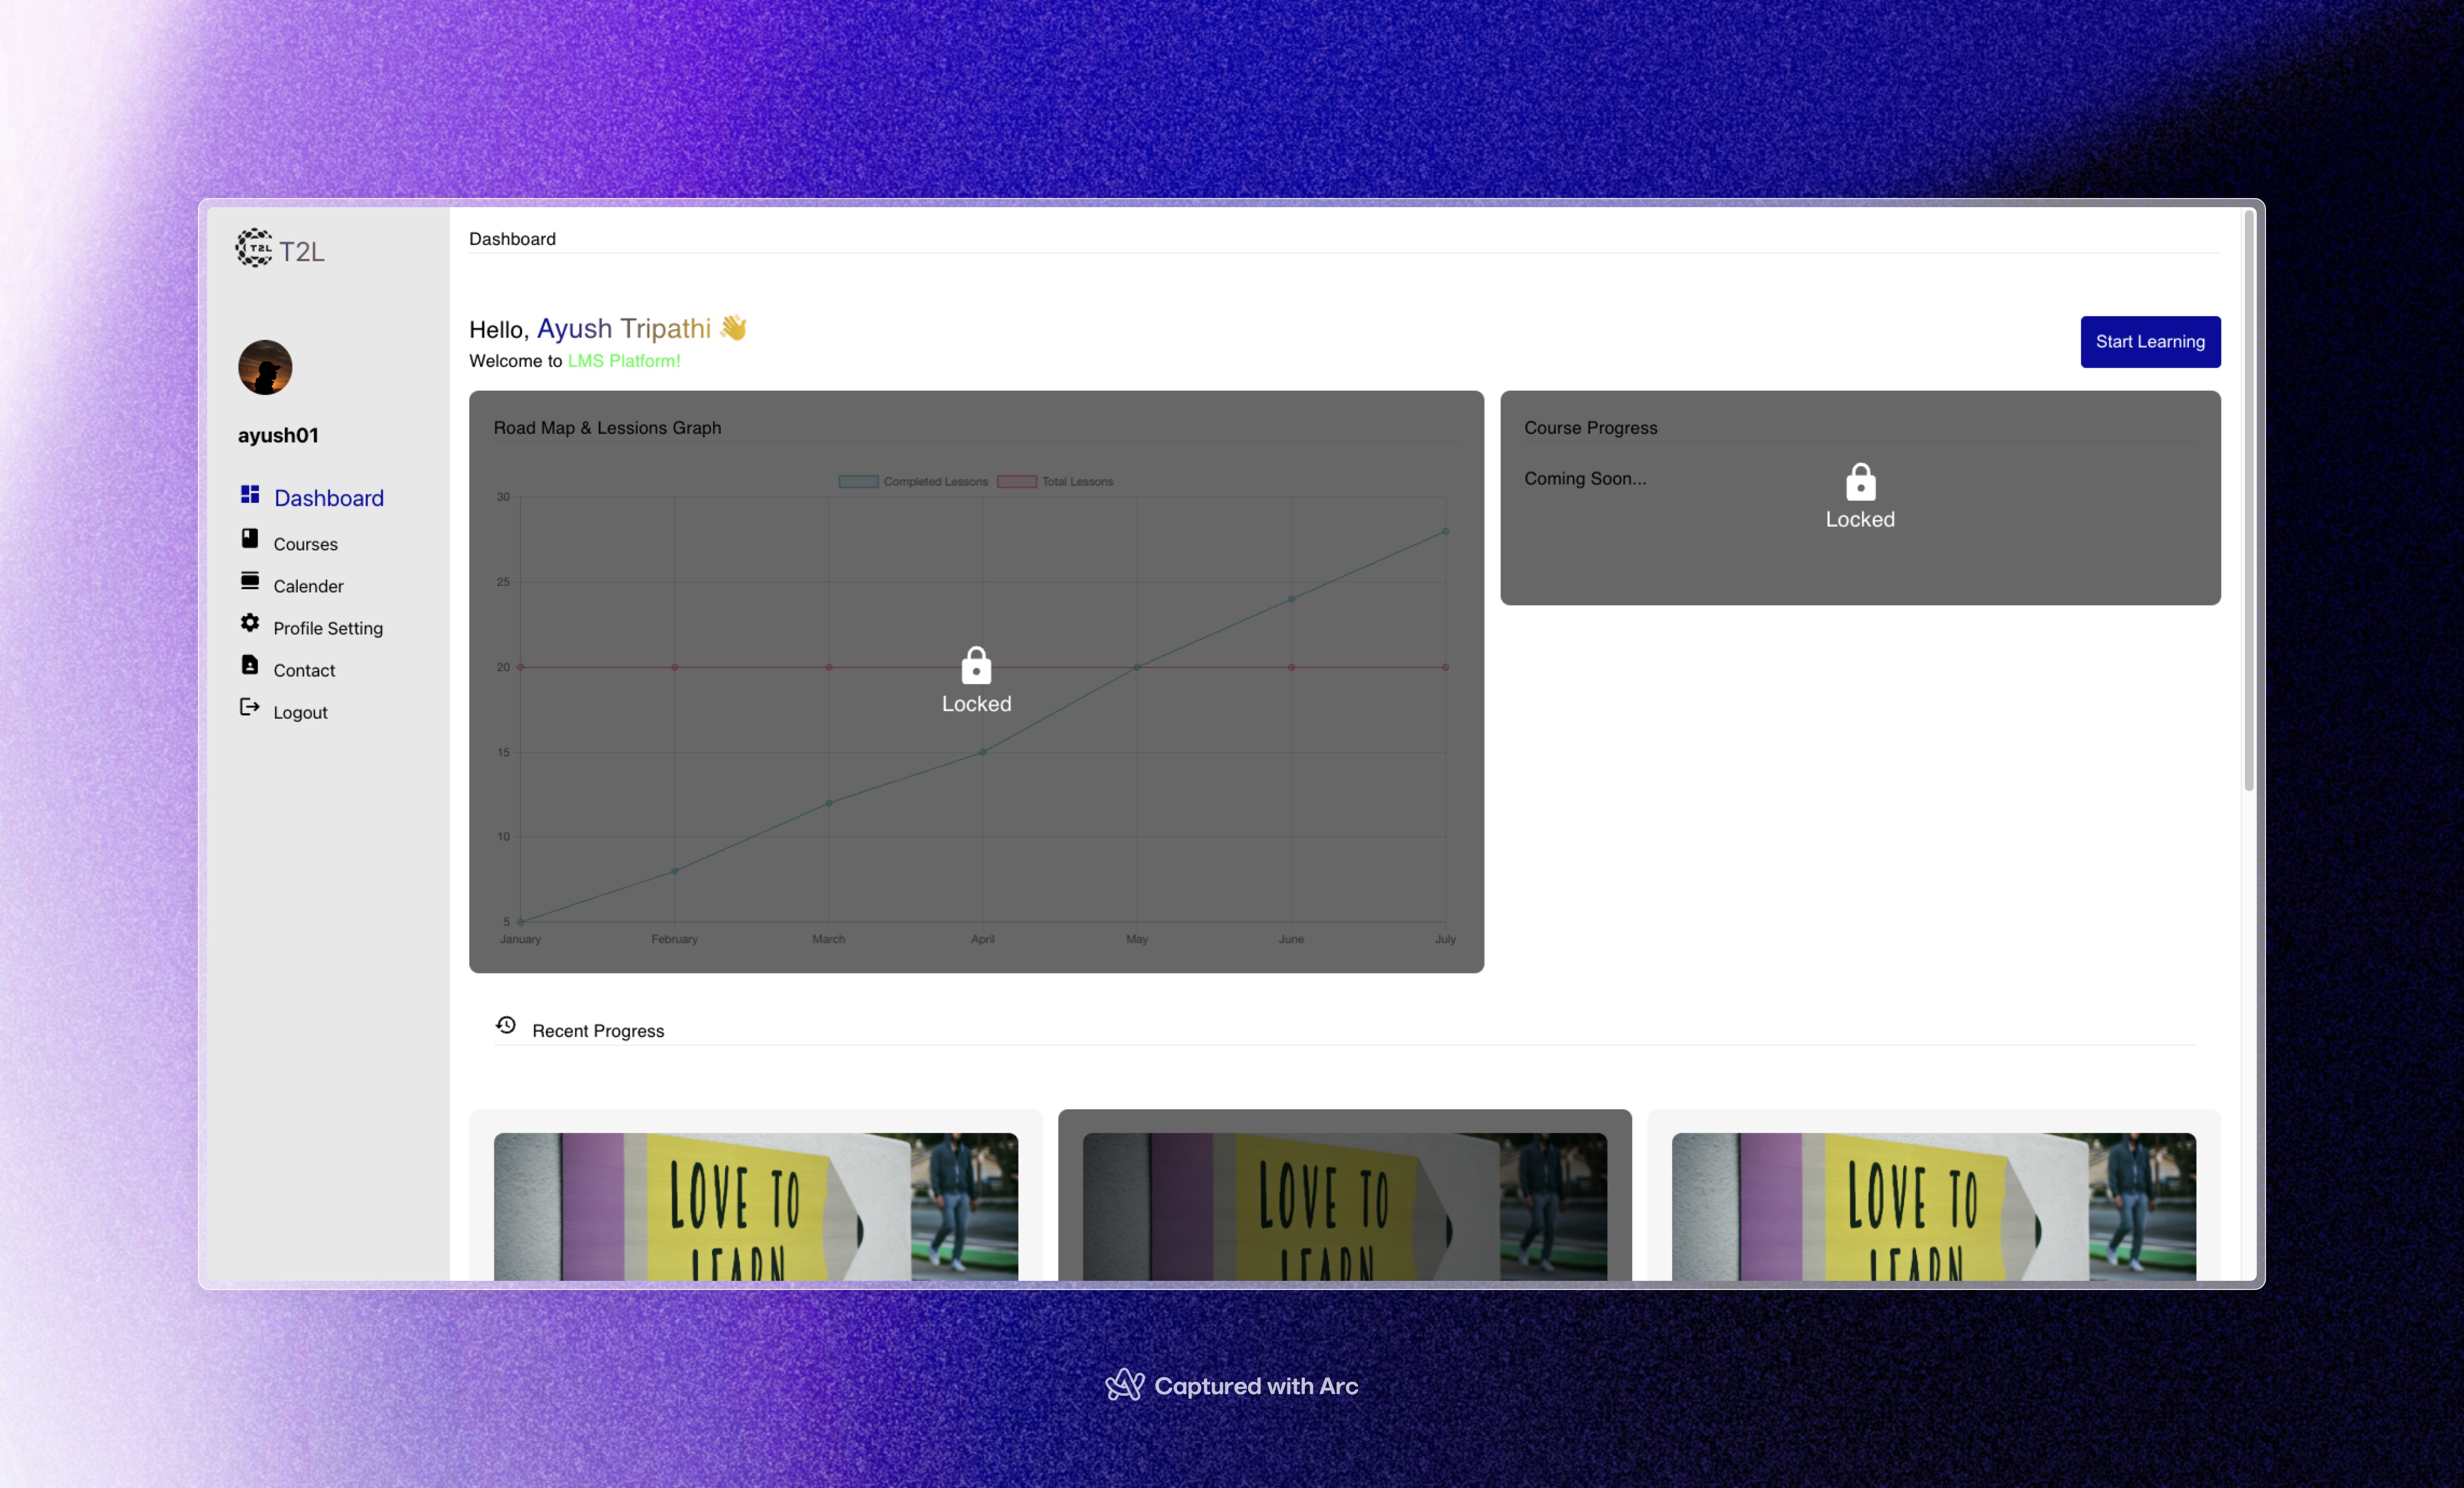 T2L T2L
ayush01
Dashboard
Courses
Calender
Profile Setting
Contact
Logout
Dashboard
Hello, Ayush Tripathi 👋
Welcome to LMS Platform!
Start Learning
Road Map & Lessions Graph
Completed Lessons Total Lessons
30
25
20
15
10
5
January February March April May June July
Locked
Course Progress
Coming Soon...
Locked
Recent Progress
LOVE TO
LEARN
LOVE TO
LEARN
LOVE TO
LEARN
Captured with Arc